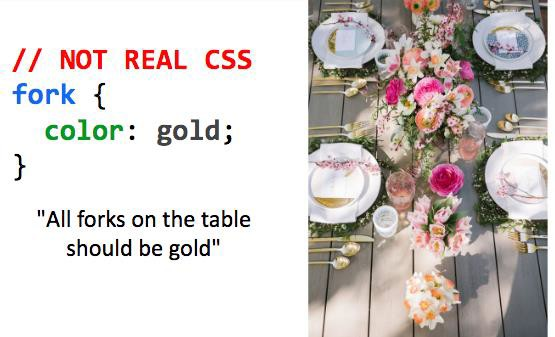 // NOT REAL CSS
fork {
  color: gold;
}
"All forks on the table
should be gold"